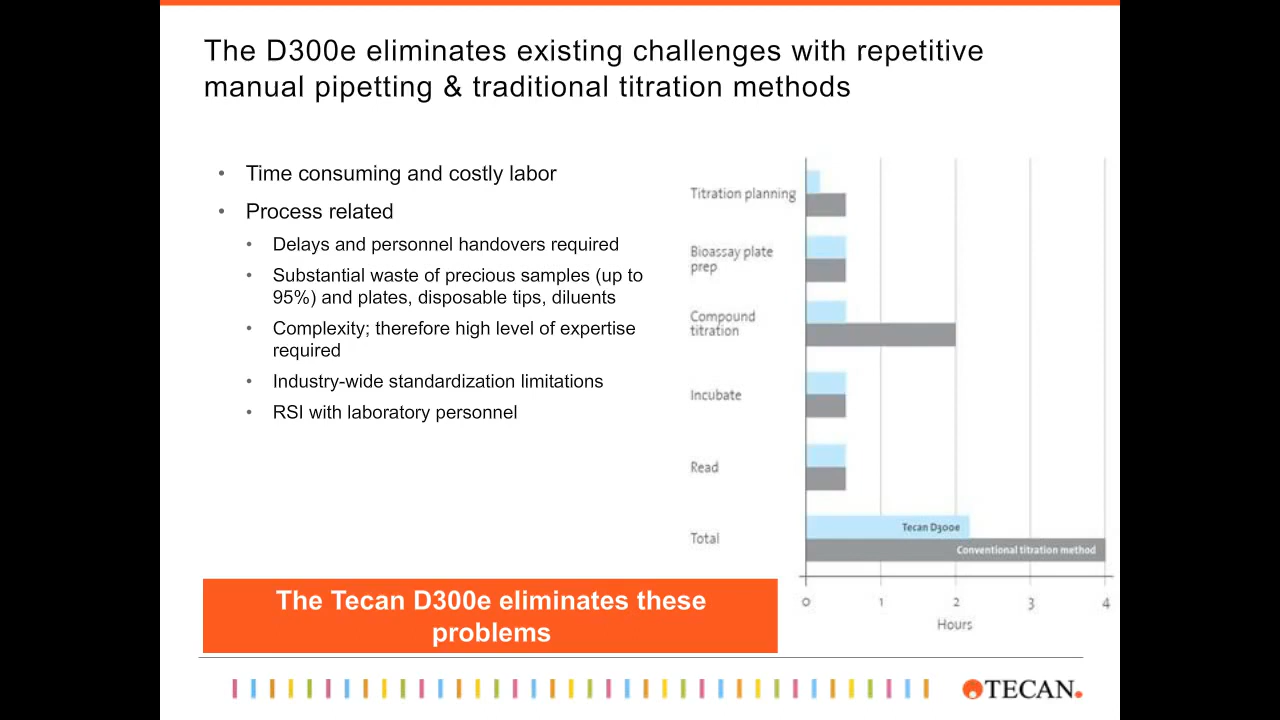 The D300e eliminates existing challenges with repetitive
manual pipetting & traditional titration methods
• Time consuming and costly labor
• Process related
• Delays and personnel handovers required
• Substantial waste of precious samples (up to
95%) and plates, disposable tips, diluents
• Complexity; therefore high level of expertise
required
• Industry-wide standardization limitations
• RSI with laboratory personnel
The Tecan D300e eliminates these
problems
Titration planning
Bioassay plate
prep
Compound
titration
Incubate
Read
Total
Tecan D300e
Conventional titration method
0 1 2 3 4
Hours
TECAN.